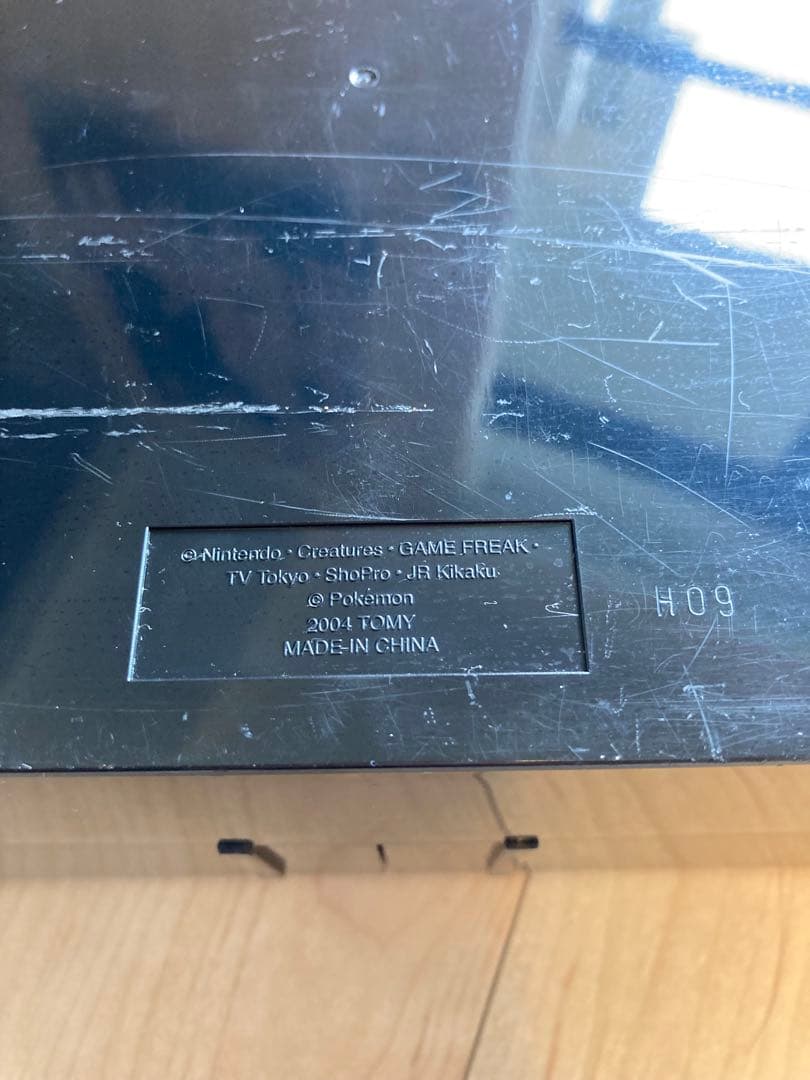 © Nintendo・Creatures・GAME FREAK・
TV Tokyo・ShoPro・JR Kikaku
© Pokémon
2004 TOMY
MADE IN CHINA
H09